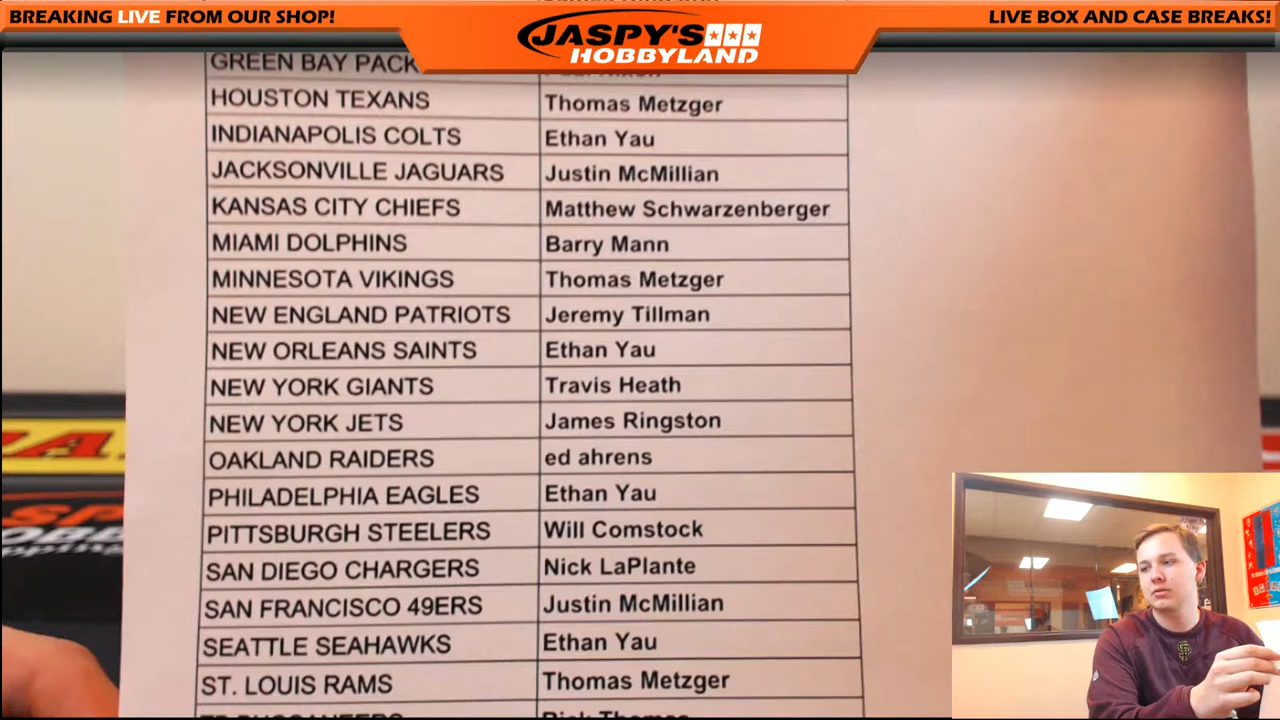 BREAKING LIVE FROM OUR SHOP!
JASPY'S
HOBBYLAND
LIVE BOX AND CASE BREAKS!
GREEN BAY PACK
HOUSTON TEXANS Thomas Metzger
INDIANAPOLIS COLTS Ethan Yau
JACKSONVILLE JAGUARS Justin McMillian
KANSAS CITY CHIEFS Matthew Schwarzenberger
MIAMI DOLPHINS Barry Mann
MINNESOTA VIKINGS Thomas Metzger
NEW ENGLAND PATRIOTS Jeremy Tillman
NEW ORLEANS SAINTS Ethan Yau
NEW YORK GIANTS Travis Heath
NEW YORK JETS James Ringston
OAKLAND RAIDERS ed ahrens
PHILADELPHIA EAGLES Ethan Yau
PITTSBURGH STEELERS Will Comstock
SAN DIEGO CHARGERS Nick LaPlante
SAN FRANCISCO 49ERS Justin McMillian
SEATTLE SEAHAWKS Ethan Yau
ST. LOUIS RAMS Thomas Metzger